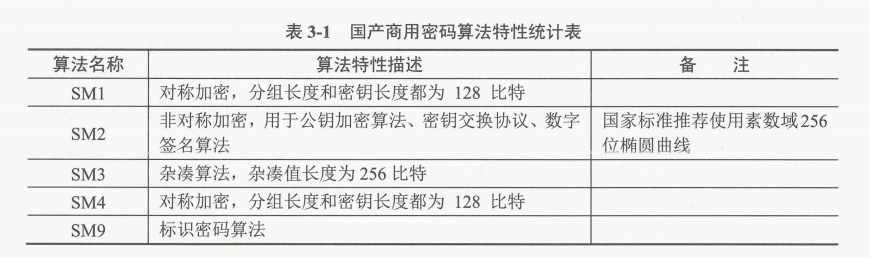 表 3-1 国产商用密码算法特性统计表
算法名称 算法特性描述 备 注
SM1 对称加密，分组长度和密钥长度都为 128 比特
SM2 非对称加密，用于公钥加密算法、密钥交换协议、数字 国家标准推荐使用素数域256
签名算法 位椭圆曲线
SM3 杂凑算法，杂凑值长度为256比特
SM4 对称加密，分组长度和密钥长度都为 128 比特
SM9 标识密码算法